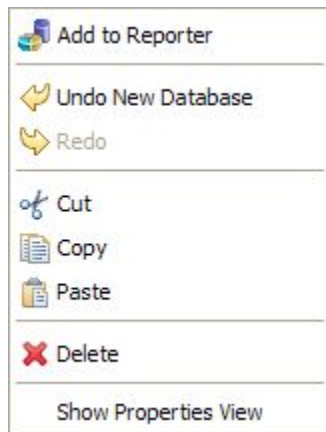 Add to Reporter
Undo New Database
Redo
Cut
Copy
Paste
Delete
Show Properties View